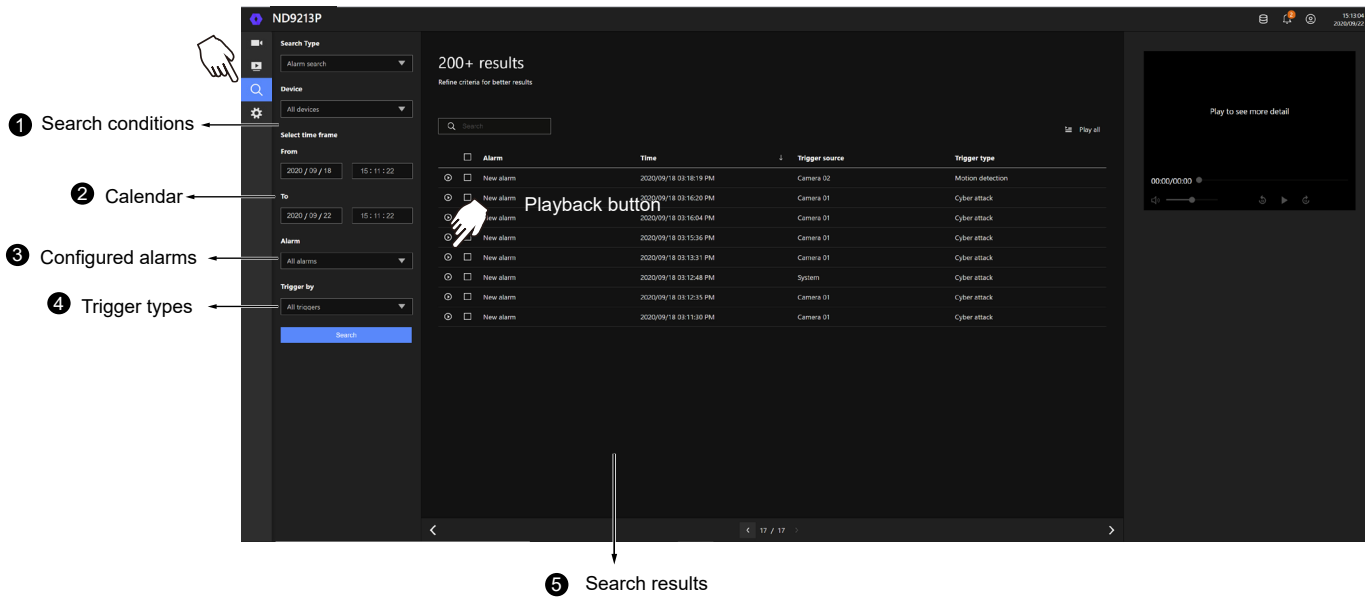 ND9213P
2
15:13:04
2020/09/22
Search Type
Alarm search
Device
All devices
Select time frame
From
2020 / 09 / 18 15 : 11 : 22
To
2020 / 09 / 22 15 : 11 : 22
Alarm
All alarms
Trigger by
All triggers
Search
1 Search conditions
2 Calendar
3 Configured alarms
4 Trigger types
200+ results
Refine criteria for better results
Search
Play all
Alarm Time ↓ Trigger source Trigger type
New alarm 2020/09/18 03:18:19 PM Camera 02 Motion detection
New alarm 2020/09/18 03:16:20 PM Camera 01 Cyber attack
Playback button
New alarm 2020/09/18 03:16:04 PM Camera 01 Cyber attack
New alarm 2020/09/18 03:15:36 PM Camera 01 Cyber attack
New alarm 2020/09/18 03:13:31 PM Camera 01 Cyber attack
New alarm 2020/09/18 03:12:48 PM System Cyber attack
New alarm 2020/09/18 03:12:35 PM Camera 01 Cyber attack
New alarm 2020/09/18 03:11:30 PM Camera 01 Cyber attack
17 / 17
Play to see more detail
00:00/00:00
5 Search results